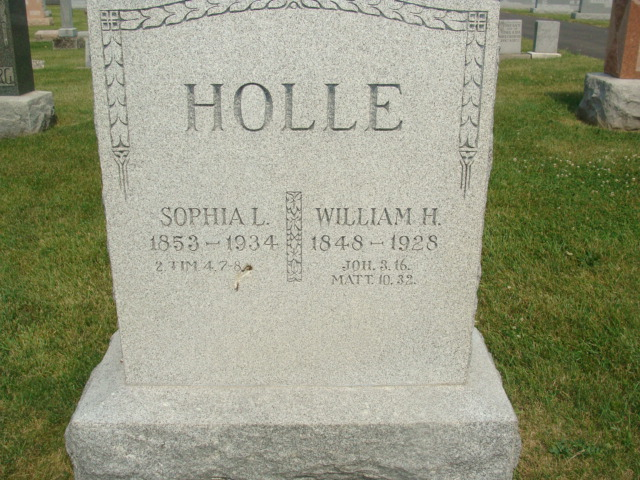 HOLLE
SOPHIA L.
1853 – 1934
2. TIM. 4. 7-8.
WILLIAM H.
1848 – 1928
JOH. 3. 16.
MATT. 10. 32.